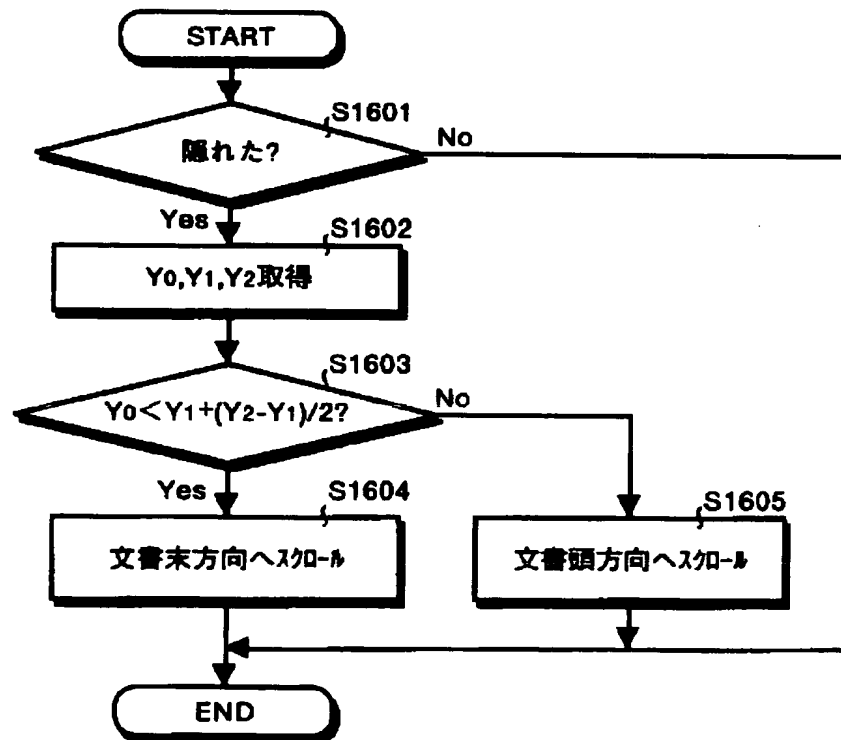 START
S1601
隠れた?
No
Yes
S1602
Y0,Y1,Y2取得
S1603
Y0<Y1+(Y2-Y1)/2?
No
Yes
S1604
文書末方向へｽｸﾛｰﾙ
S1605
文書頭方向へｽｸﾛｰﾙ
END